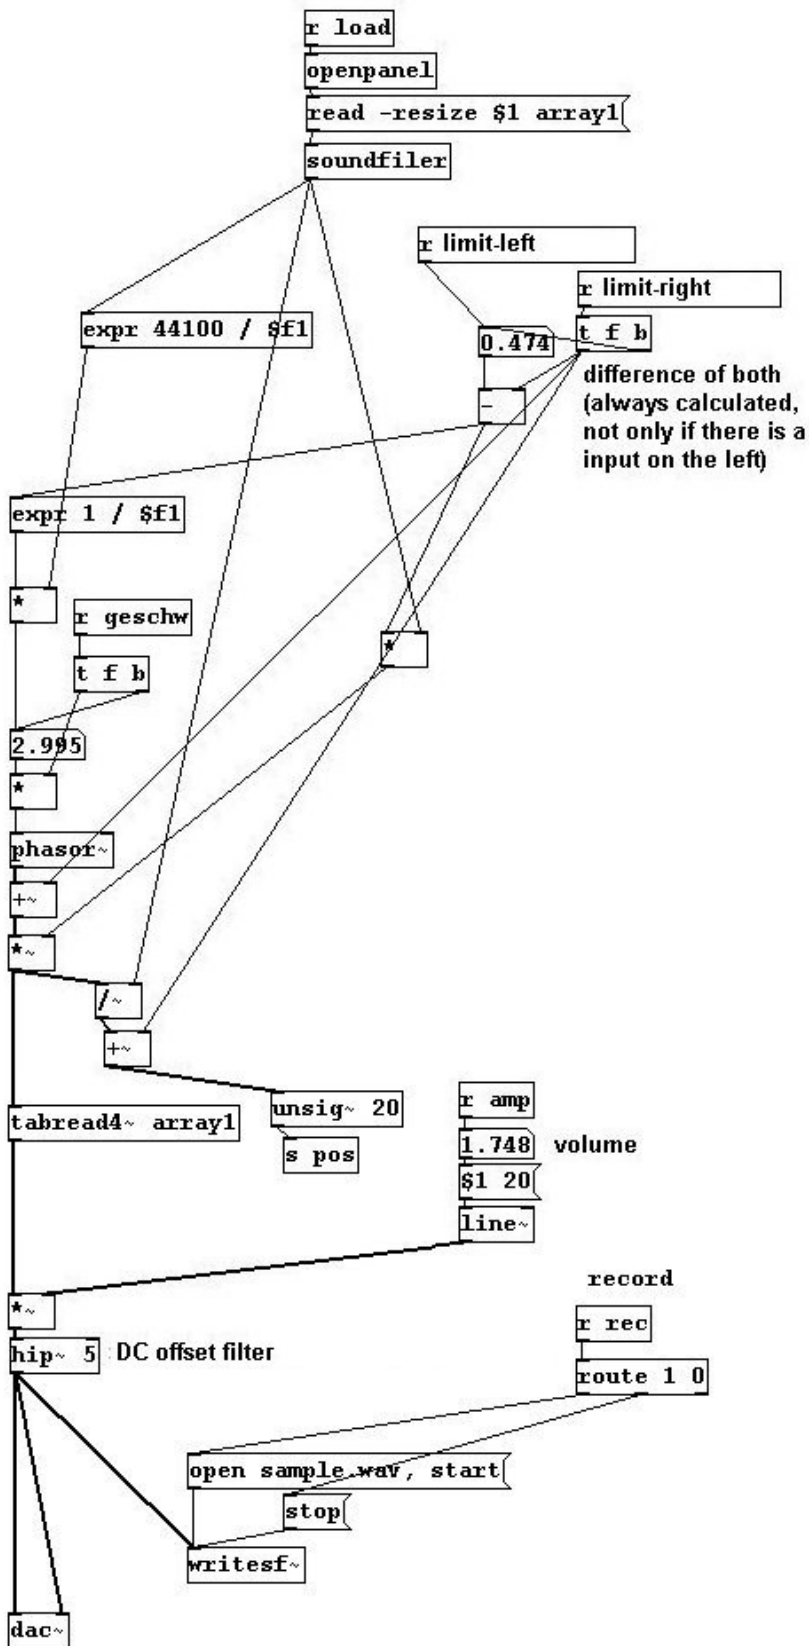 r load
openpanel
read -resize $1 array1
soundfiler
r limit-left
r limit-right
expr 44100 / $f1
0.474
t f b
difference of both
(always calculated,
not only if there is a
input on the left)
-
expr 1 / $f1
*
r geschw
*
t f b
2.995
*
phasor~
+~
*~
/~
+~
tabread4~ array1
unsig~ 20
s pos
r amp
1.748 volume
$1 20
line~
record
*~
r rec
hip~ 5 : DC offset filter
route 1 0
open sample.wav, start
stop
writesf~
dac~